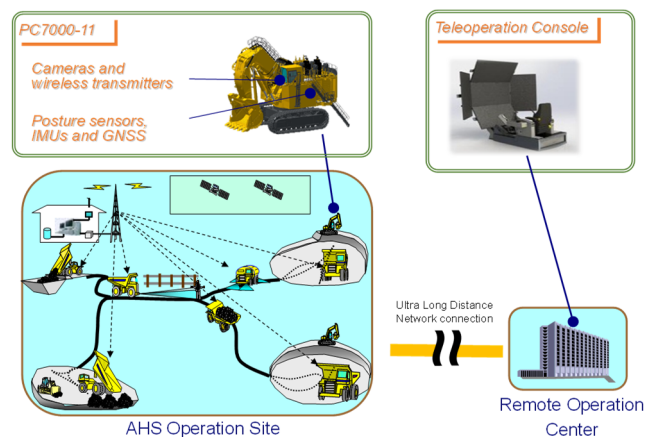 PC7000-11
Cameras and
wireless transmitters
Posture sensors,
IMUs and GNSS
Teleoperation Console
Ultra Long Distance
Network connection
AHS Operation Site
Remote Operation
Center